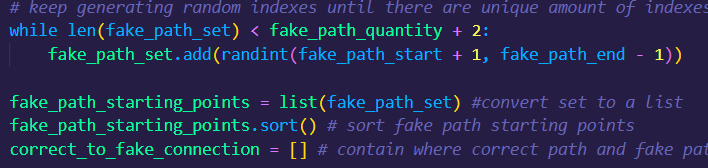 # keep generating random indexes until there are unique amount of indexes
while len(fake_path_set) < fake_path_quantity + 2:
    fake_path_set.add(randint(fake_path_start + 1, fake_path_end - 1))

fake_path_starting_points = list(fake_path_set) #convert set to a list
fake_path_starting_points.sort() # sort fake path starting points
correct_to_fake_connection = [] # contain where correct path and fake pat